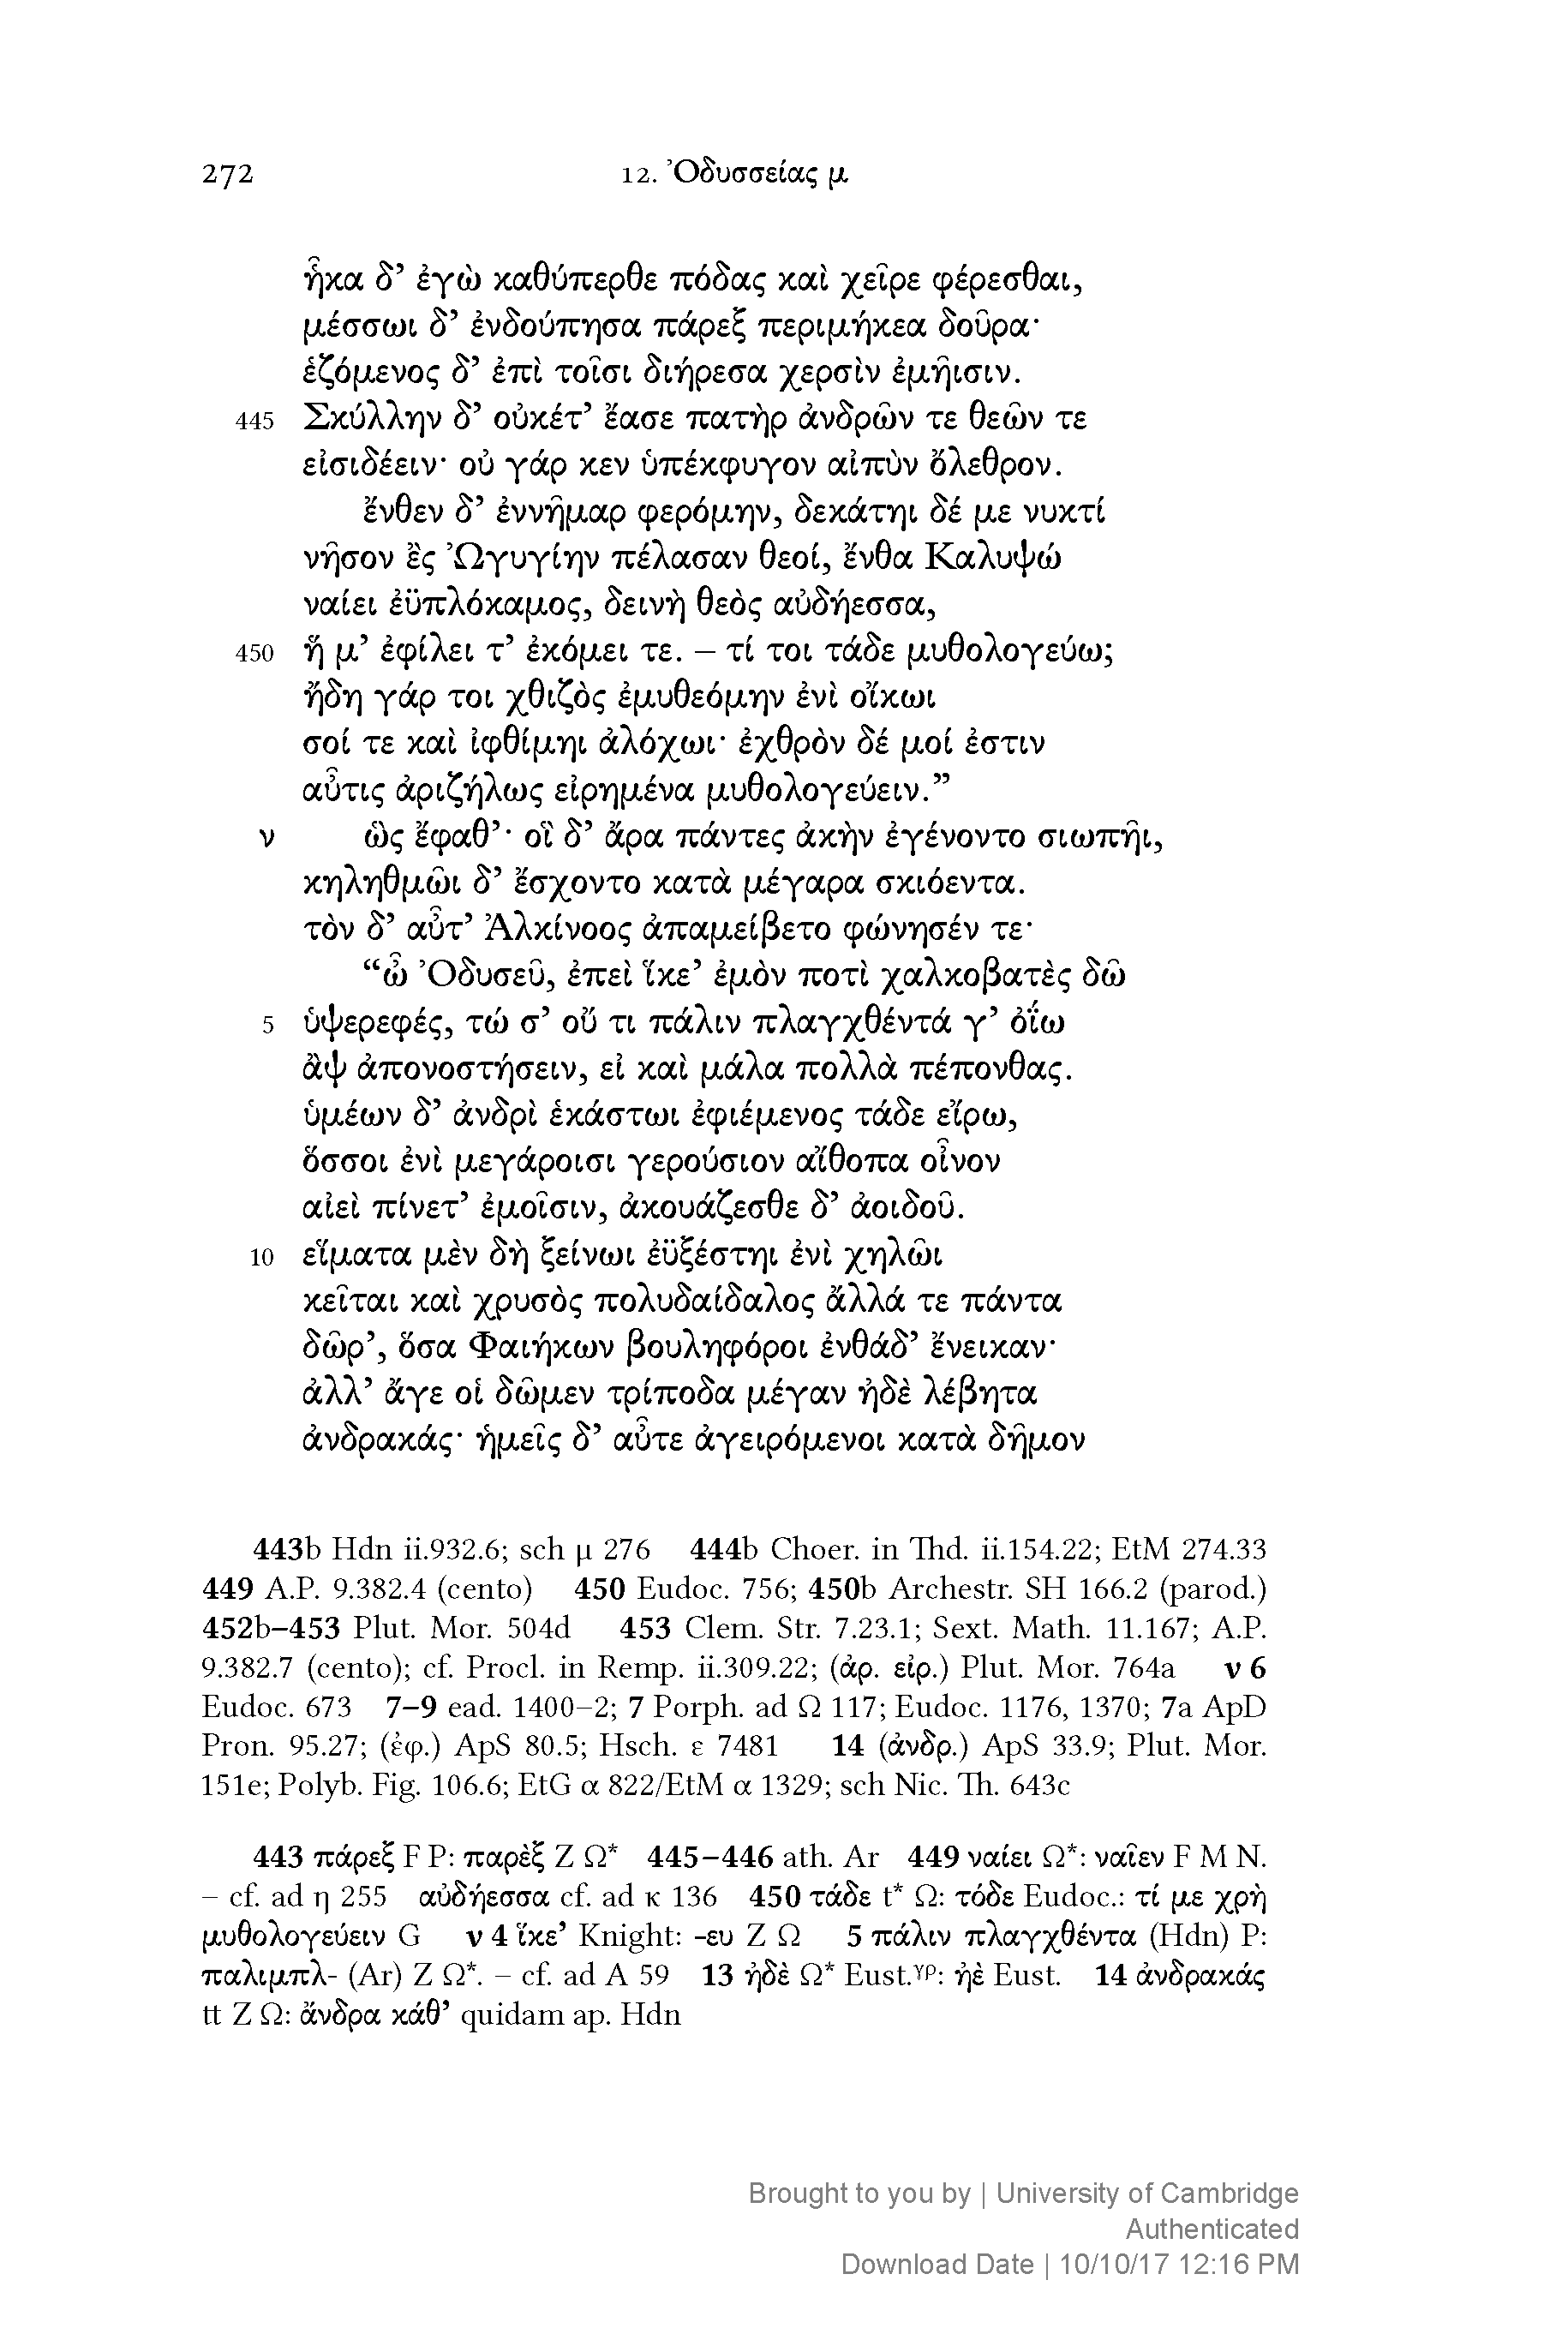 272 12. Ὀδυσσείας μ
ἧκα δ’ ἐγὼ καθύπερθε πόδας καὶ χεῖρε φέρεσθαι,
μέσσωι δ’ ἐνδούπησα πάρεξ περιμήκεα δοῦρα·
ἑζόμενος δ’ ἐπὶ τοῖσι διήρεσα χερσὶν ἐμῆισιν.
445 Σκύλλην δ’ οὐκέτ’ ἔασε πατὴρ ἀνδρῶν τε θεῶν τε
εἰσιδέειν· οὐ γάρ κεν ὑπέκφυγον αἰπὺν ὄλεθρον.
ἔνθεν δ’ ἐννῆμαρ φερόμην, δεκάτηι δέ με νυκτί
νῆσον ἒς Ὠγυγίην πέλασαν θεοί, ἔνθα Καλυψώ
ναίει ἐϋπλόκαμος, δεινὴ θεὸς αὐδήεσσα,
450 ἥ μ’ ἐφίλει τ’ ἐκόμει τε. – τί τοι τάδε μυθολογεύω;
ἤδη γάρ τοι χθιζὸς ἐμυθεόμην ἐνὶ οἴκωι
σοί τε καὶ ἰφθίμηι ἀλόχωι· ἐχθρὸν δέ μοί ἐστιν
αὖτις ἀριζήλως εἰρημένα μυθολογεύειν.”
ν ὣς ἔφαθ’· οἳ δ’ ἄρα πάντες ἀκὴν ἐγένοντο σιωπῆι,
κηληθμῶι δ’ ἔσχοντο κατὰ μέγαρα σκιόεντα.
τὸν δ’ αὖτ’ Ἀλκίνοος ἀπαμείβετο φώνησέν τε·
“ὦ Ὀδυσεῦ, ἐπεὶ ἵκε’ ἐμὸν ποτὶ χαλκοβατὲς δῶ
5 ὑψερεφές, τώ σ’ οὔ τι πάλιν πλαγχθέντά γ’ ὀΐω
ἂψ ἀπονοστήσειν, εἰ καὶ μάλα πολλὰ πέπονθας.
ὑμέων δ’ ἀνδρὶ ἑκάστωι ἐφιέμενος τάδε εἴρω,
ὅσσοι ἐνὶ μεγάροισι γερούσιον αἴθοπα οἶνον
αἰεὶ πίνετ’ ἐμοῖσιν, ἀκουάζεσθε δ’ ἀοιδοῦ.
10 εἵματα μὲν δὴ ξείνωι ἐϋξέστηι ἐνὶ χηλῶι
κεῖται καὶ χρυσὸς πολυδαίδαλος ἄλλά τε πάντα
δῶρ’, ὅσα Φαιήκων βουληφόροι ἐνθάδ’ ἔνεικαν·
ἀλλ’ ἄγε οἱ δῶμεν τρίποδα μέγαν ἠδὲ λέβητα
ἀνδρακάς· ἡμεῖς δ’ αὖτε ἀγειρόμενοι κατὰ δῆμον
443b Hdn ii.932.6; sch μ 276 444b Choer. in Thd. ii.154.22; EtM 274.33
449 A.P. 9.382.4 (cento) 450 Eudoc. 756; 450b Archestr. SH 166.2 (parod.)
452b–453 Plut. Mor. 504d 453 Clem. Str. 7.23.1; Sext. Math. 11.167; A.P.
9.382.7 (cento); cf. Procl. in Remp. ii.309.22; (ἀρ. εἰρ.) Plut. Mor. 764a ν 6
Eudoc. 673 7–9 ead. 1400–2; 7 Porph. ad Ω 117; Eudoc. 1176, 1370; 7a ApD
Pron. 95.27; (ἐφ.) ApS 80.5; Hsch. ε 7481 14 (ἀνδρ.) ApS 33.9; Plut. Mor.
151e; Polyb. Fig. 106.6; EtG α 822/EtM α 1329; sch Nic. Th. 643c
443 πάρεξ F P: παρὲξ Z Ω* 445–446 ath. Ar 449 ναίει Ω*: ναῖεν F M N.
– cf. ad η 255 αὐδήεσσα cf. ad κ 136 450 τάδε t* Ω: τόδε Eudoc.: τί με χρὴ
μυθολογεύειν G ν 4 ἵκε’ Knight: -ευ Z Ω 5 πάλιν πλαγχθέντα (Hdn) P:
παλιμπλ- (Ar) Z Ω*. – cf. ad A 59 13 ἠδὲ Ω* Eust.γρ: ἠὲ Eust. 14 ἀνδρακάς
tt Z Ω: ἄνδρα κάθ’ quidam ap. Hdn
Brought to you by | University of Cambridge
Authenticated
Download Date | 10/10/17 12:16 PM